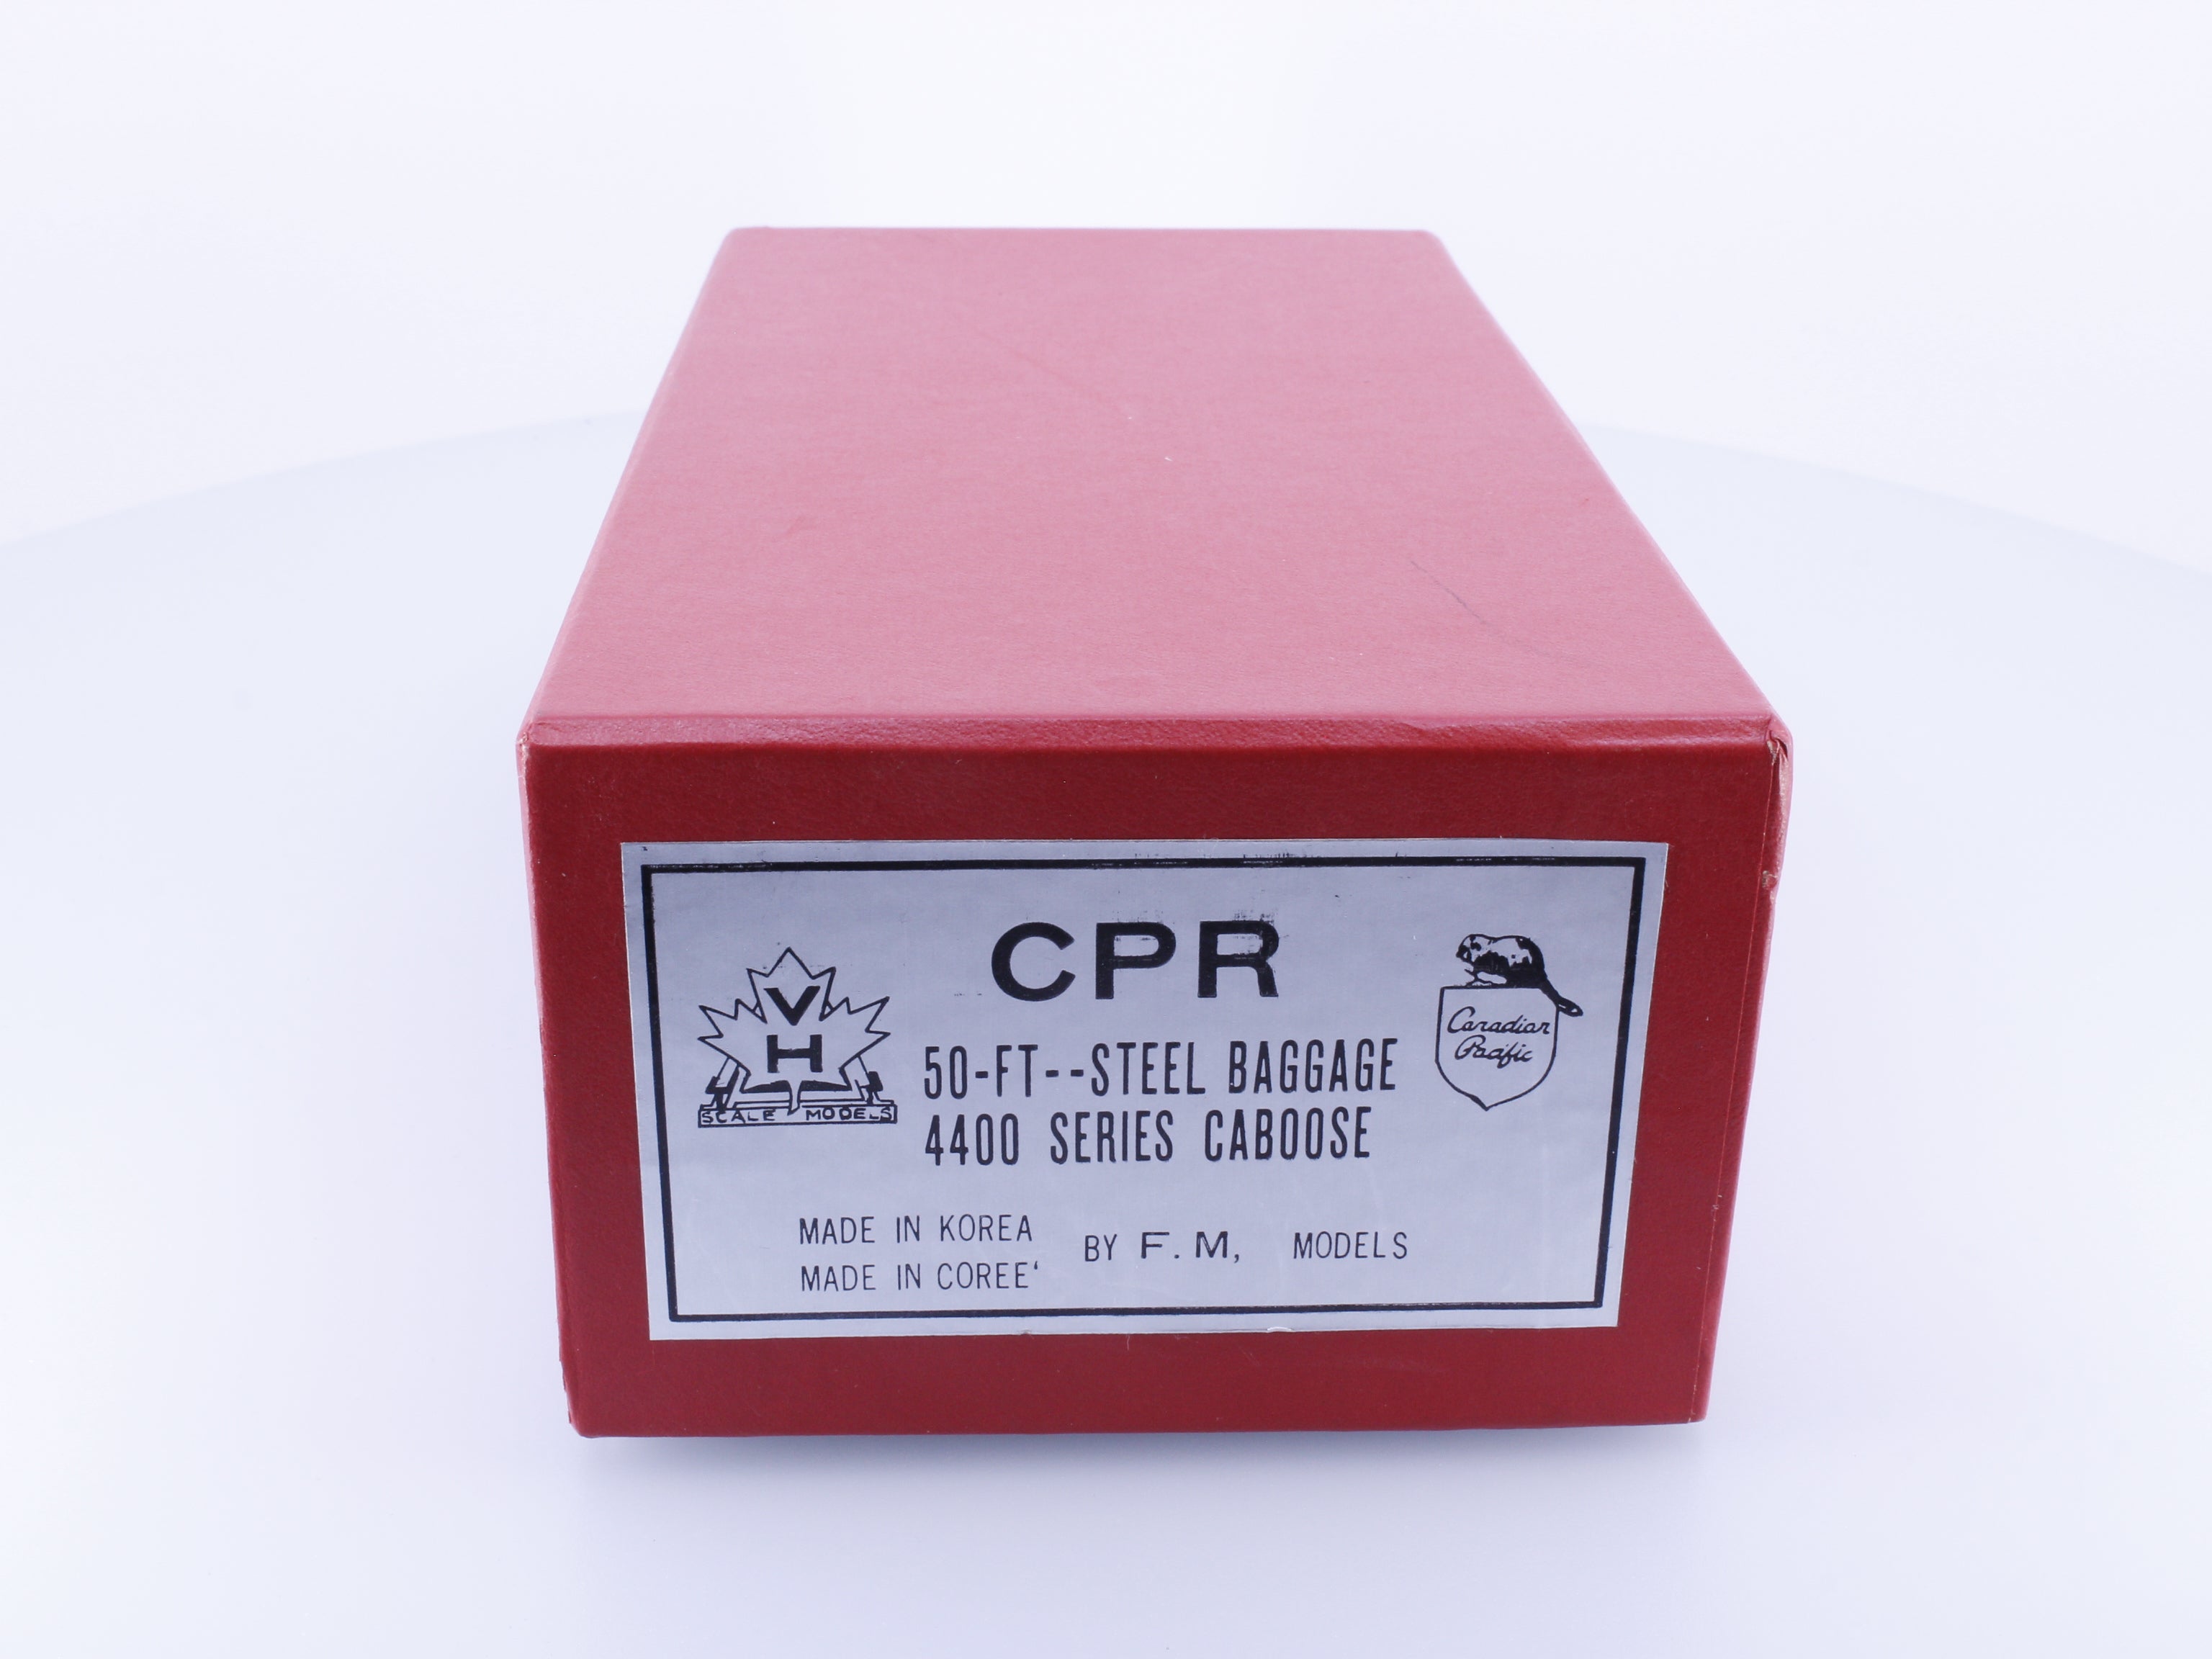 CPR
V
H
SCALE MODELS
Canadian
Pacific
50-FT--STEEL BAGGAGE
4400 SERIES CABOOSE
MADE IN KOREA
MADE IN COREE'
BY F. M, MODELS